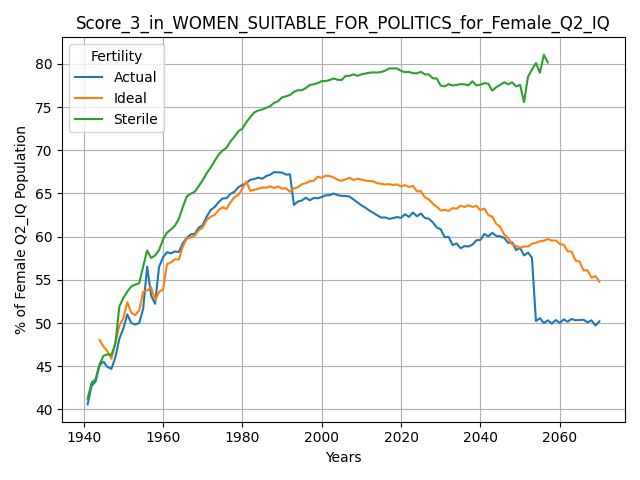 Score_3_in_WOMEN_SUITABLE_FOR_POLITICS_for_Female_Q2_IQ
Fertility
Actual
Ideal
Sterile
% of Female Q2_IQ Population
80
75
70
65
60
55
50
45
40
1940
1960
1980
2000
2020
2040
2060
Years